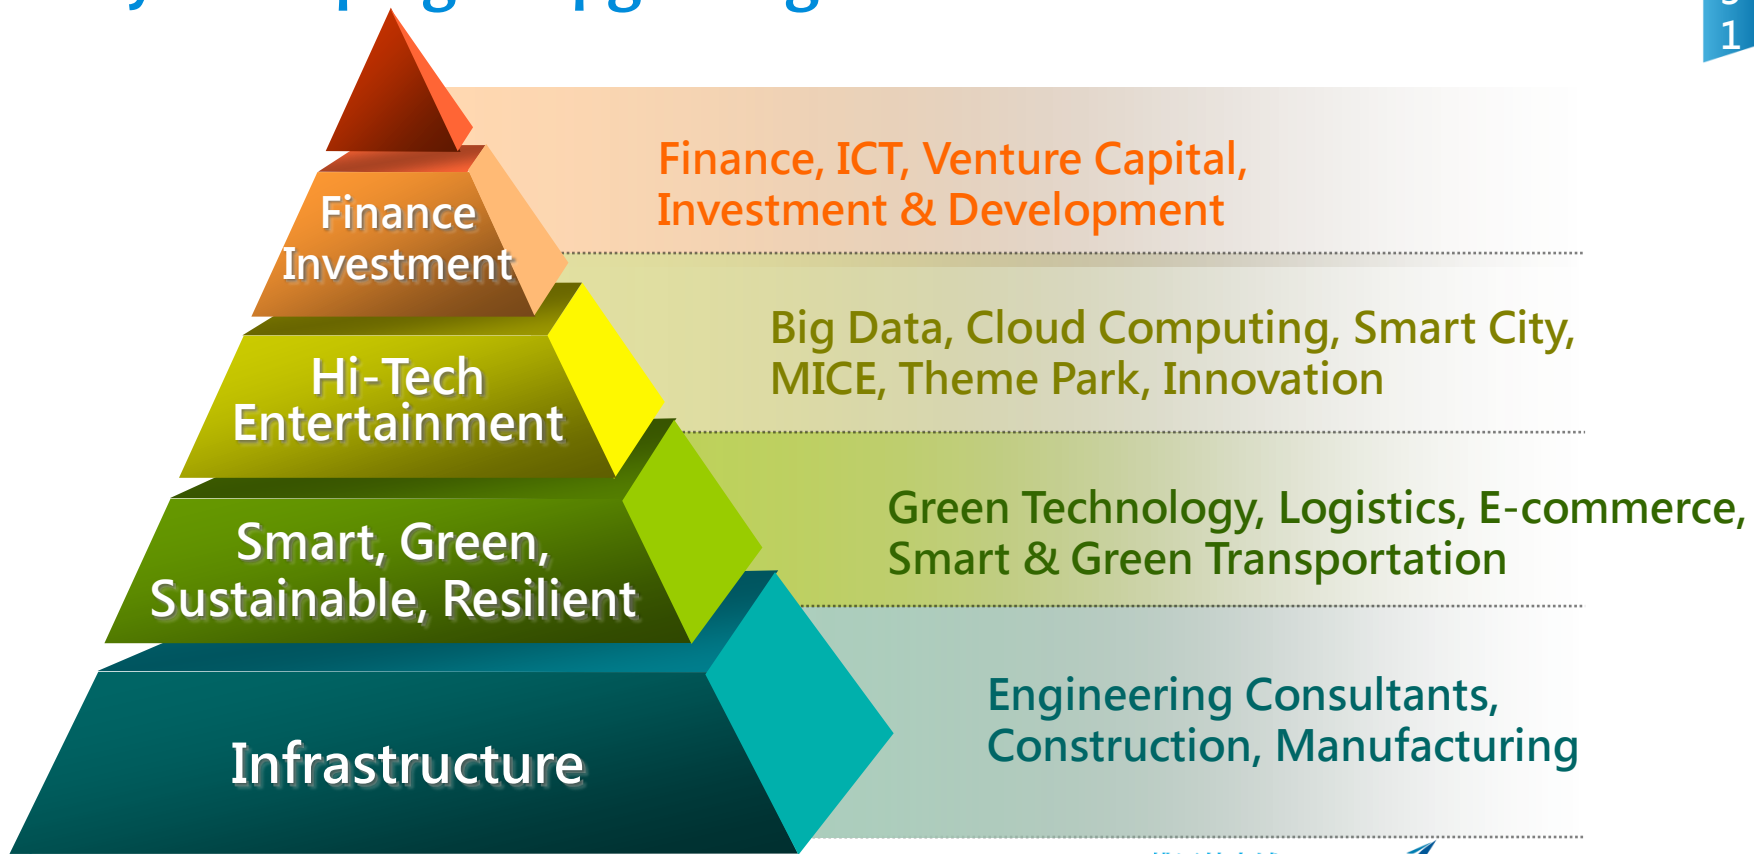 1
Finance, ICT, Venture Capital,
Investment & Development
Finance
Investment
Big Data, Cloud Computing, Smart City,
MICE, Theme Park, Innovation
Hi-Tech
Entertainment
Green Technology, Logistics, E-commerce,
Smart & Green Transportation
Smart, Green,
Sustainable, Resilient
Engineering Consultants,
Construction, Manufacturing
Infrastructure